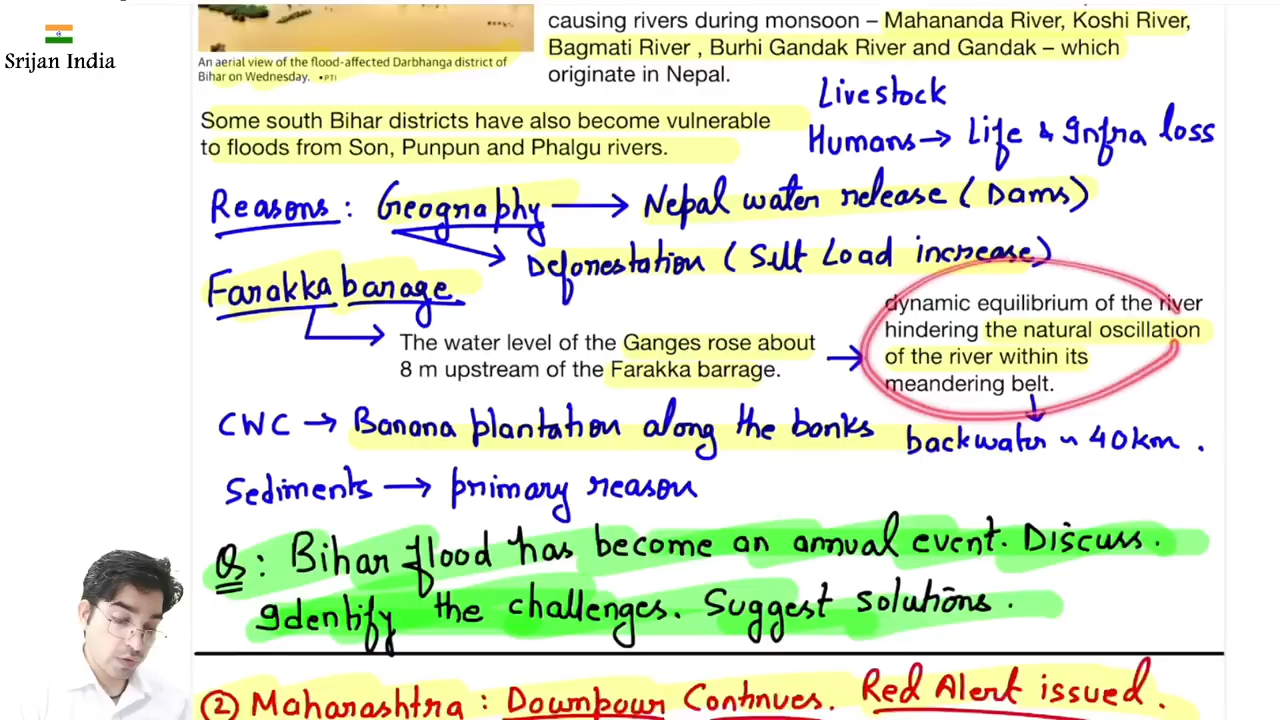 Srijan India
causing rivers during monsoon – Mahananda River, Koshi River,
Bagmati River , Burhi Gandak River and Gandak – which
originate in Nepal.
An aerial view of the flood-affected Darbhanga district of
Bihar on Wednesday. •PTI
Livestock
Humans → Life & Infra loss
Some south Bihar districts have also become vulnerable
to floods from Son, Punpun and Phalgu rivers.
Reasons : Geography → Nepal water release (Dams)
Deforestation ( Silt Load increase)
Farakka barage
The water level of the Ganges rose about
8 m upstream of the Farakka barrage.
dynamic equilibrium of the river
hindering the natural oscillation
of the river within its
meandering belt.
CWC → Banana plantation along the banks
backwater ~ 40km .
Sediments → primary reason
Q : Bihar flood has become an annual event. Discuss.
Identify the challenges. Suggest solutions.
② Maharashtra : Downpour Continues. Red Alert issued.